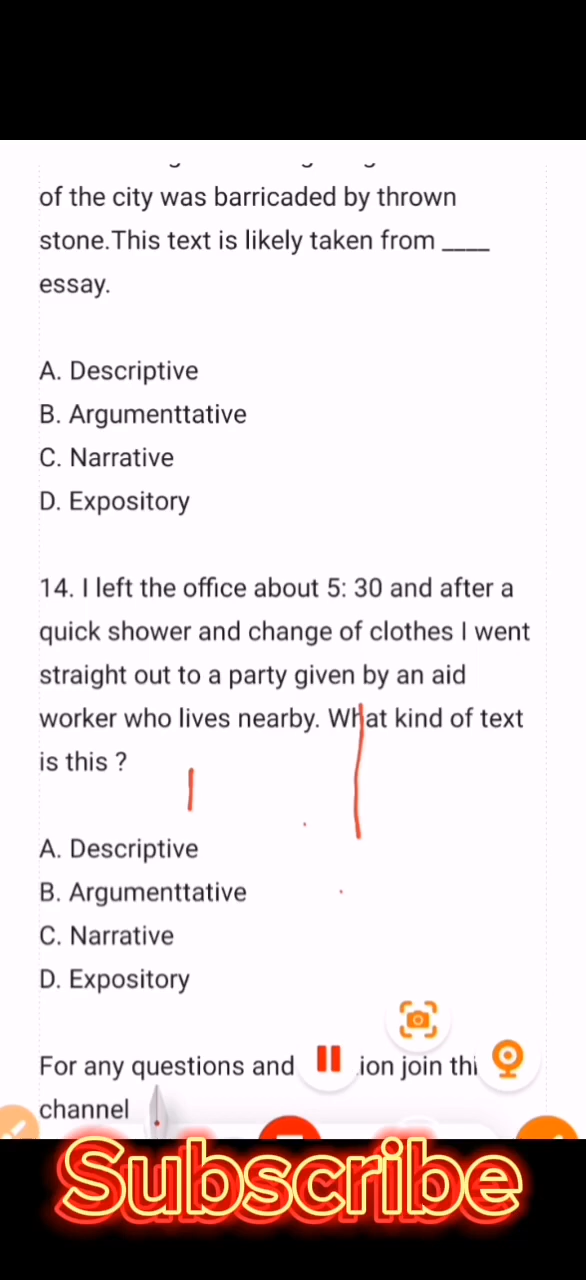 of the city was barricaded by thrown
stone.This text is likely taken from ____
essay.
A. Descriptive
B. Argumenttative
C. Narrative
D. Expository
14. I left the office about 5: 30 and after a
quick shower and change of clothes I went
straight out to a party given by an aid
worker who lives nearby. What kind of text
is this ?
A. Descriptive
B. Argumenttative
C. Narrative
D. Expository
For any questions and ion join thi
channel
Subscribe